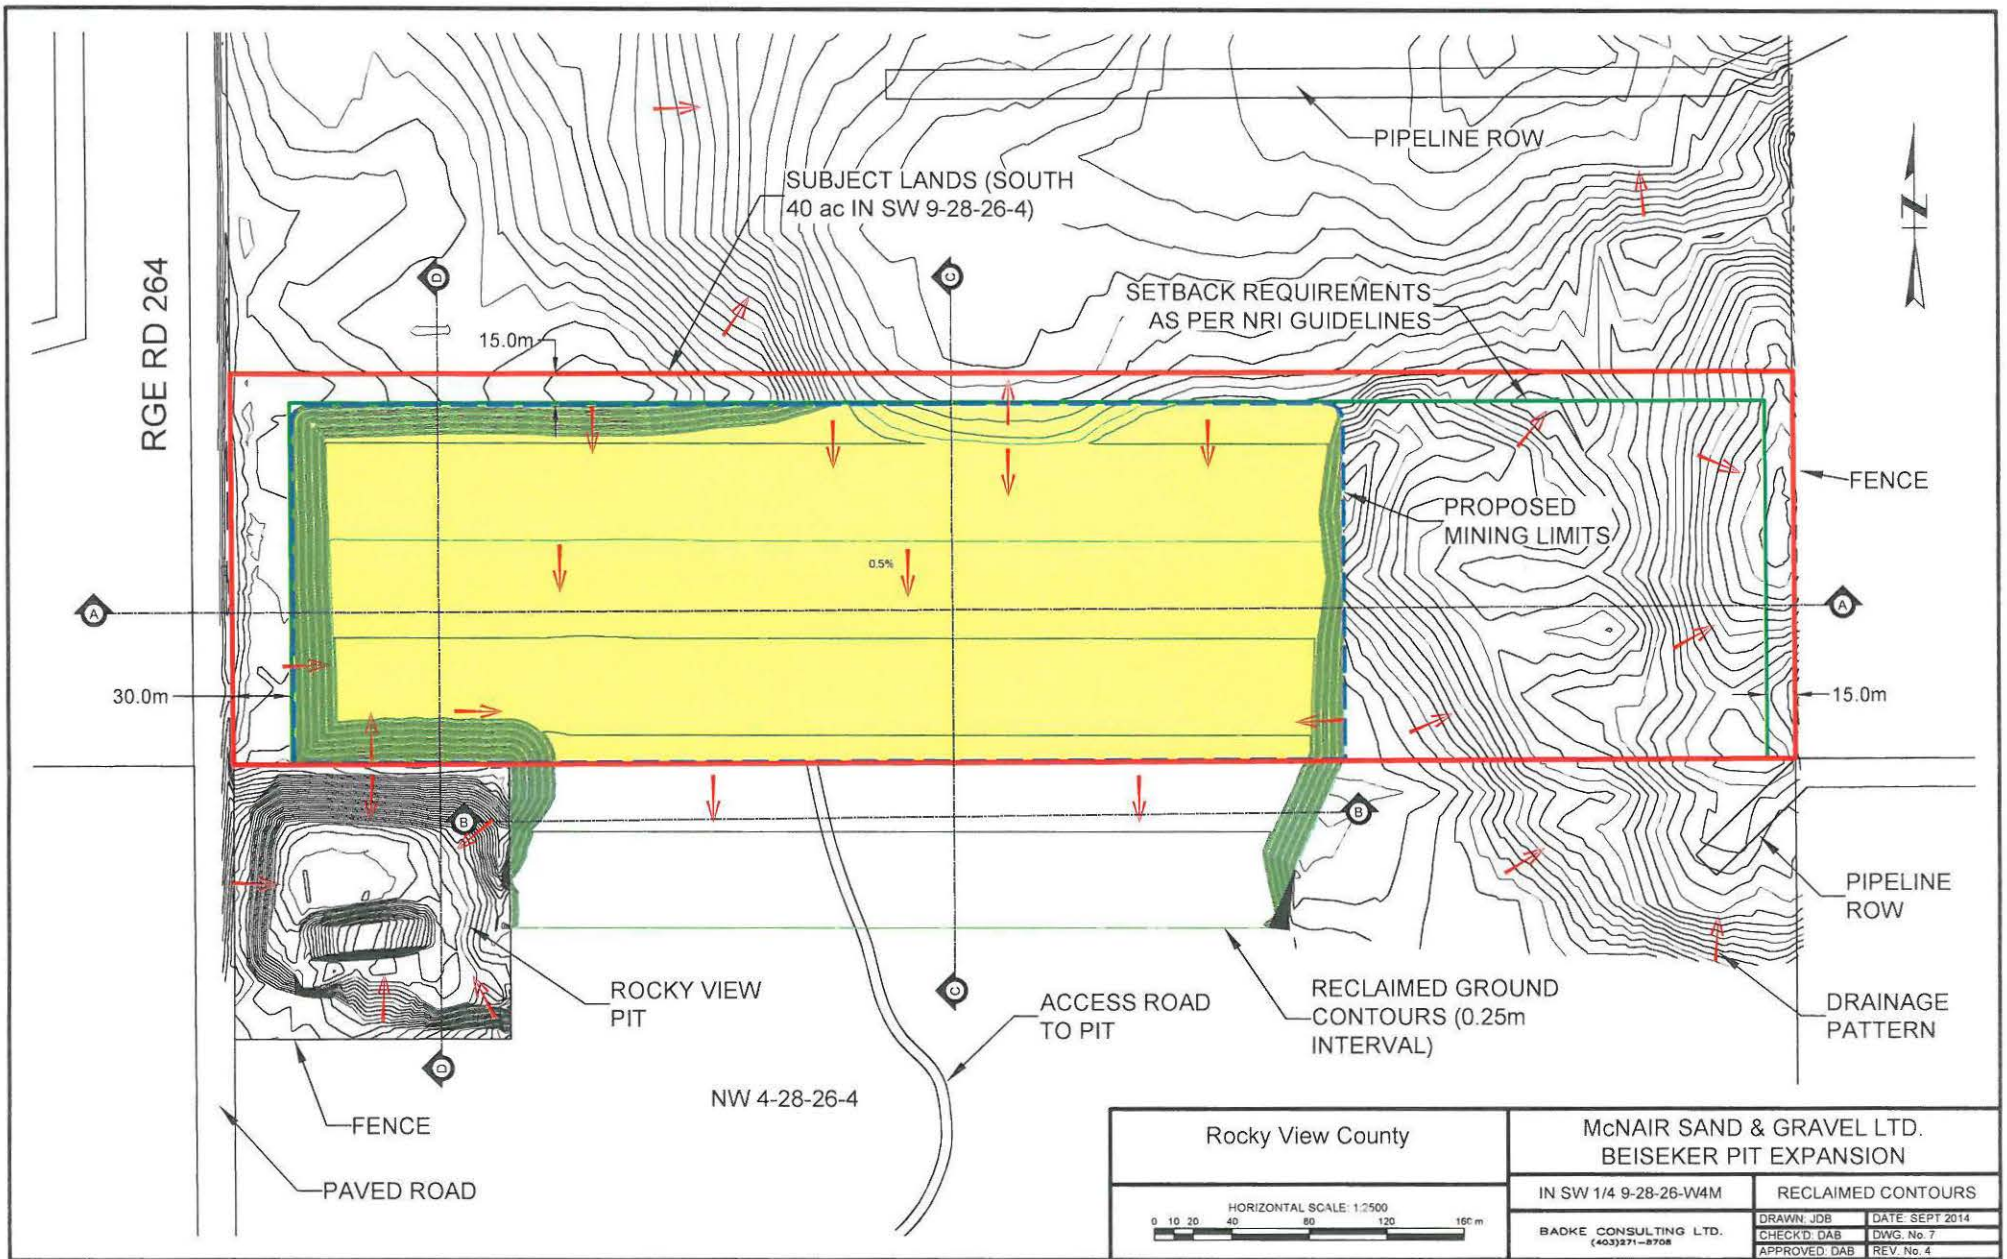 PIPELINE ROW
SUBJECT LANDS (SOUTH
40 ac IN SW 9-28-26-4)
N
RGE RD 264
D
C
SETBACK REQUIREMENTS
AS PER NRI GUIDELINES
15.0m
FENCE
PROPOSED
MINING LIMITS
0.5%
A
A
30.0m
15.0m
B
B
PIPELINE
ROW
ROCKY VIEW
PIT
ACCESS ROAD
TO PIT
RECLAIMED GROUND
CONTOURS (0.25m
INTERVAL)
DRAINAGE
PATTERN
C
D
NW 4-28-26-4
FENCE
PAVED ROAD
Rocky View County
McNAIR SAND & GRAVEL LTD.
BEISEKER PIT EXPANSION
HORIZONTAL SCALE: 1:2500
0 10 20 40 80 120 160 m
IN SW 1/4 9-28-26-W4M
RECLAIMED CONTOURS
BADKE CONSULTING LTD.
(403)271-8708
DRAWN: JDB
DATE: SEPT 2014
CHECK'D: DAB
DWG. No. 7
APPROVED: DAB
REV. No. 4